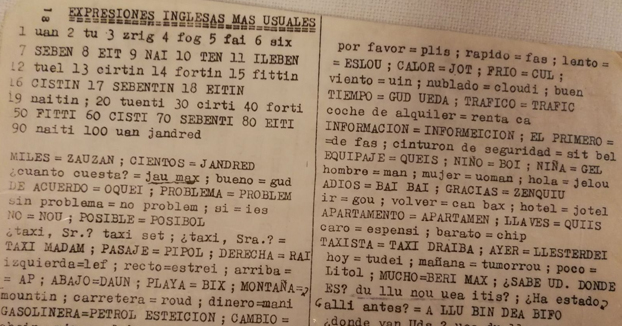 EXPRESIONES INGLESAS MAS USUALES
1 uan 2 tu 3 zrig 4 fog 5 fai 6 six
7 SEBEN 8 EIT 9 NAI 10 TEN 11 ILEBEN
12 tuel 13 cirtin 14 fortin 15 fittin
16 CISTIN 17 SEBENTIN 18 EITIN
19 naitin ; 20 tuenti 30 cirti 40 forti
50 FITTI 60 CISTI 70 SEBENTI 80 EITI
90 naiti 100 uan jandred
MILES = ZAUZAN ; CIENTOS = JANDRED
¿cuanto cuesta? = jau max ; bueno = gud
DE ACUERDO = OQUEI ; PROBLEMA = PROBLEM
sin problema = no problem ; si = ies
NO = NOU ; POSIBLE = POSIBOL
¿taxi, Sr.? taxi set ; ¿taxi, Sra.? =
TAXI MADAM ; PASAJE = PIPOL ; DERECHA = RAI
izquierda=lef ; recto=estrei ; arriba =
= AP ; ABAJO=DAUN ; PLAYA = BIX ; MONTAÑA=
mountin ; carretera = roud ; dinero=mani
GASOLINERA=PETROL ESTEICION ; CAMBIO =
por favor = plis ; rapido = fas ; lento =
= ESLOU ; CALOR = JOT ; FRIO = CUL ;
viento = uin ; nublado = cloudi ; buen
TIEMPO = GUD UEDA ; TRAFICO = TRAFIC
coche de alquiler = renta ca
INFORMACION = INFORMEICION ; EL PRIMERO =
=de fas ; cinturon de seguridad = sit bel
EQUIPAJE = QUEIS ; NIÑO = BOI ; NIÑA = GEL
hombre = man ; mujer = uoman ; hola = jelou
ADIOS = BAI BAI ; GRACIAS = ZENQUIU
ir = gou ; volver = can bax ; hotel = jotel
APARTAMENTO = APARTAMEN ; LLAVES = QUIIS
caro = espensi ; barato = chip
TAXISTA = TAXI DRAIBA ; AYER = LLESTERDEI
hoy = tudei ; mañana = tumorrou ; poco =
Litol ; MUCHO=BERI MAX ; ¿SABE UD. DONDE
ES? du llu nou uea itis? ; ¿Ha estado
alli antes? = A LLU BIN DEA BIFO
¿donde van Uds.?